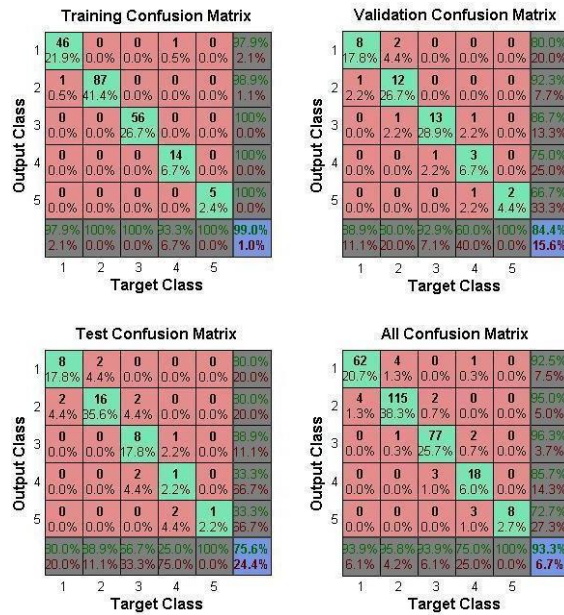 Training Confusion Matrix
46 0 0 1 0 97.9%
1 21.9% 0.0% 0.0% 0.5% 0.0% 2.1%
1 87 0 0 0 98.9%
2 0.5% 41.4% 0.0% 0.0% 0.0% 1.1%
0 0 56 0 0 100%
3 0.0% 0.0% 26.7% 0.0% 0.0% 0.0%
0 0 0 14 0 100%
4 0.0% 0.0% 0.0% 6.7% 0.0% 0.0%
0 0 0 0 5 100%
5 0.0% 0.0% 0.0% 0.0% 2.4% 0.0%
97.9% 100% 100% 93.3% 100% 99.0%
2.1% 0.0% 0.0% 6.7% 0.0% 1.0%
1 2 3 4 5
Target Class
Output Class
Validation Confusion Matrix
8 2 0 0 0 80.0%
1 17.8% 4.4% 0.0% 0.0% 0.0% 20.0%
1 12 0 0 0 92.3%
2 2.2% 26.7% 0.0% 0.0% 0.0% 7.7%
0 1 13 1 0 86.7%
3 0.0% 2.2% 28.9% 2.2% 0.0% 13.3%
0 0 1 3 0 75.0%
4 0.0% 0.0% 2.2% 6.7% 0.0% 25.0%
0 0 0 1 2 66.7%
5 0.0% 0.0% 0.0% 2.2% 4.4% 33.3%
88.9% 80.0% 92.9% 60.0% 100% 84.4%
11.1% 20.0% 7.1% 40.0% 0.0% 15.6%
1 2 3 4 5
Target Class
Output Class
Test Confusion Matrix
8 2 0 0 0 80.0%
1 17.8% 4.4% 0.0% 0.0% 0.0% 20.0%
2 16 2 0 0 80.0%
2 4.4% 35.6% 4.4% 0.0% 0.0% 20.0%
0 0 8 1 0 88.9%
3 0.0% 0.0% 17.8% 2.2% 0.0% 11.1%
0 0 2 1 0 33.3%
4 0.0% 0.0% 4.4% 2.2% 0.0% 66.7%
0 0 0 2 1 33.3%
5 0.0% 0.0% 0.0% 4.4% 2.2% 66.7%
80.0% 88.9% 66.7% 25.0% 100% 75.6%
20.0% 11.1% 33.3% 75.0% 0.0% 24.4%
1 2 3 4 5
Target Class
Output Class
All Confusion Matrix
62 4 0 1 0 92.5%
1 20.7% 1.3% 0.0% 0.3% 0.0% 7.5%
4 115 2 0 0 95.0%
2 1.3% 38.3% 0.7% 0.0% 0.0% 5.0%
0 1 77 2 0 96.3%
3 0.0% 0.3% 25.7% 0.7% 0.0% 3.7%
0 0 3 18 0 85.7%
4 0.0% 0.0% 1.0% 6.0% 0.0% 14.3%
0 0 0 3 8 72.7%
5 0.0% 0.0% 0.0% 1.0% 2.7% 27.3%
93.9% 95.8% 93.9% 75.0% 100% 93.3%
6.1% 4.2% 6.1% 25.0% 0.0% 6.7%
1 2 3 4 5
Target Class
Output Class